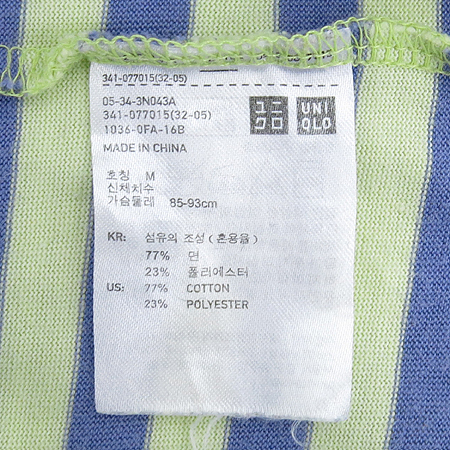 341-077015(32-05)
05-34-3N043A
341-077015(32-05)
1036-0FA-16B
ユニ
クロ
UNI
QLO
MADE IN CHINA
호칭 M
신체치수
가슴둘레 85-93cm
KR: 섬유의 조성 ( 혼용율 )
77% 면
23% 폴리에스터
US: 77% COTTON
23% POLYESTER